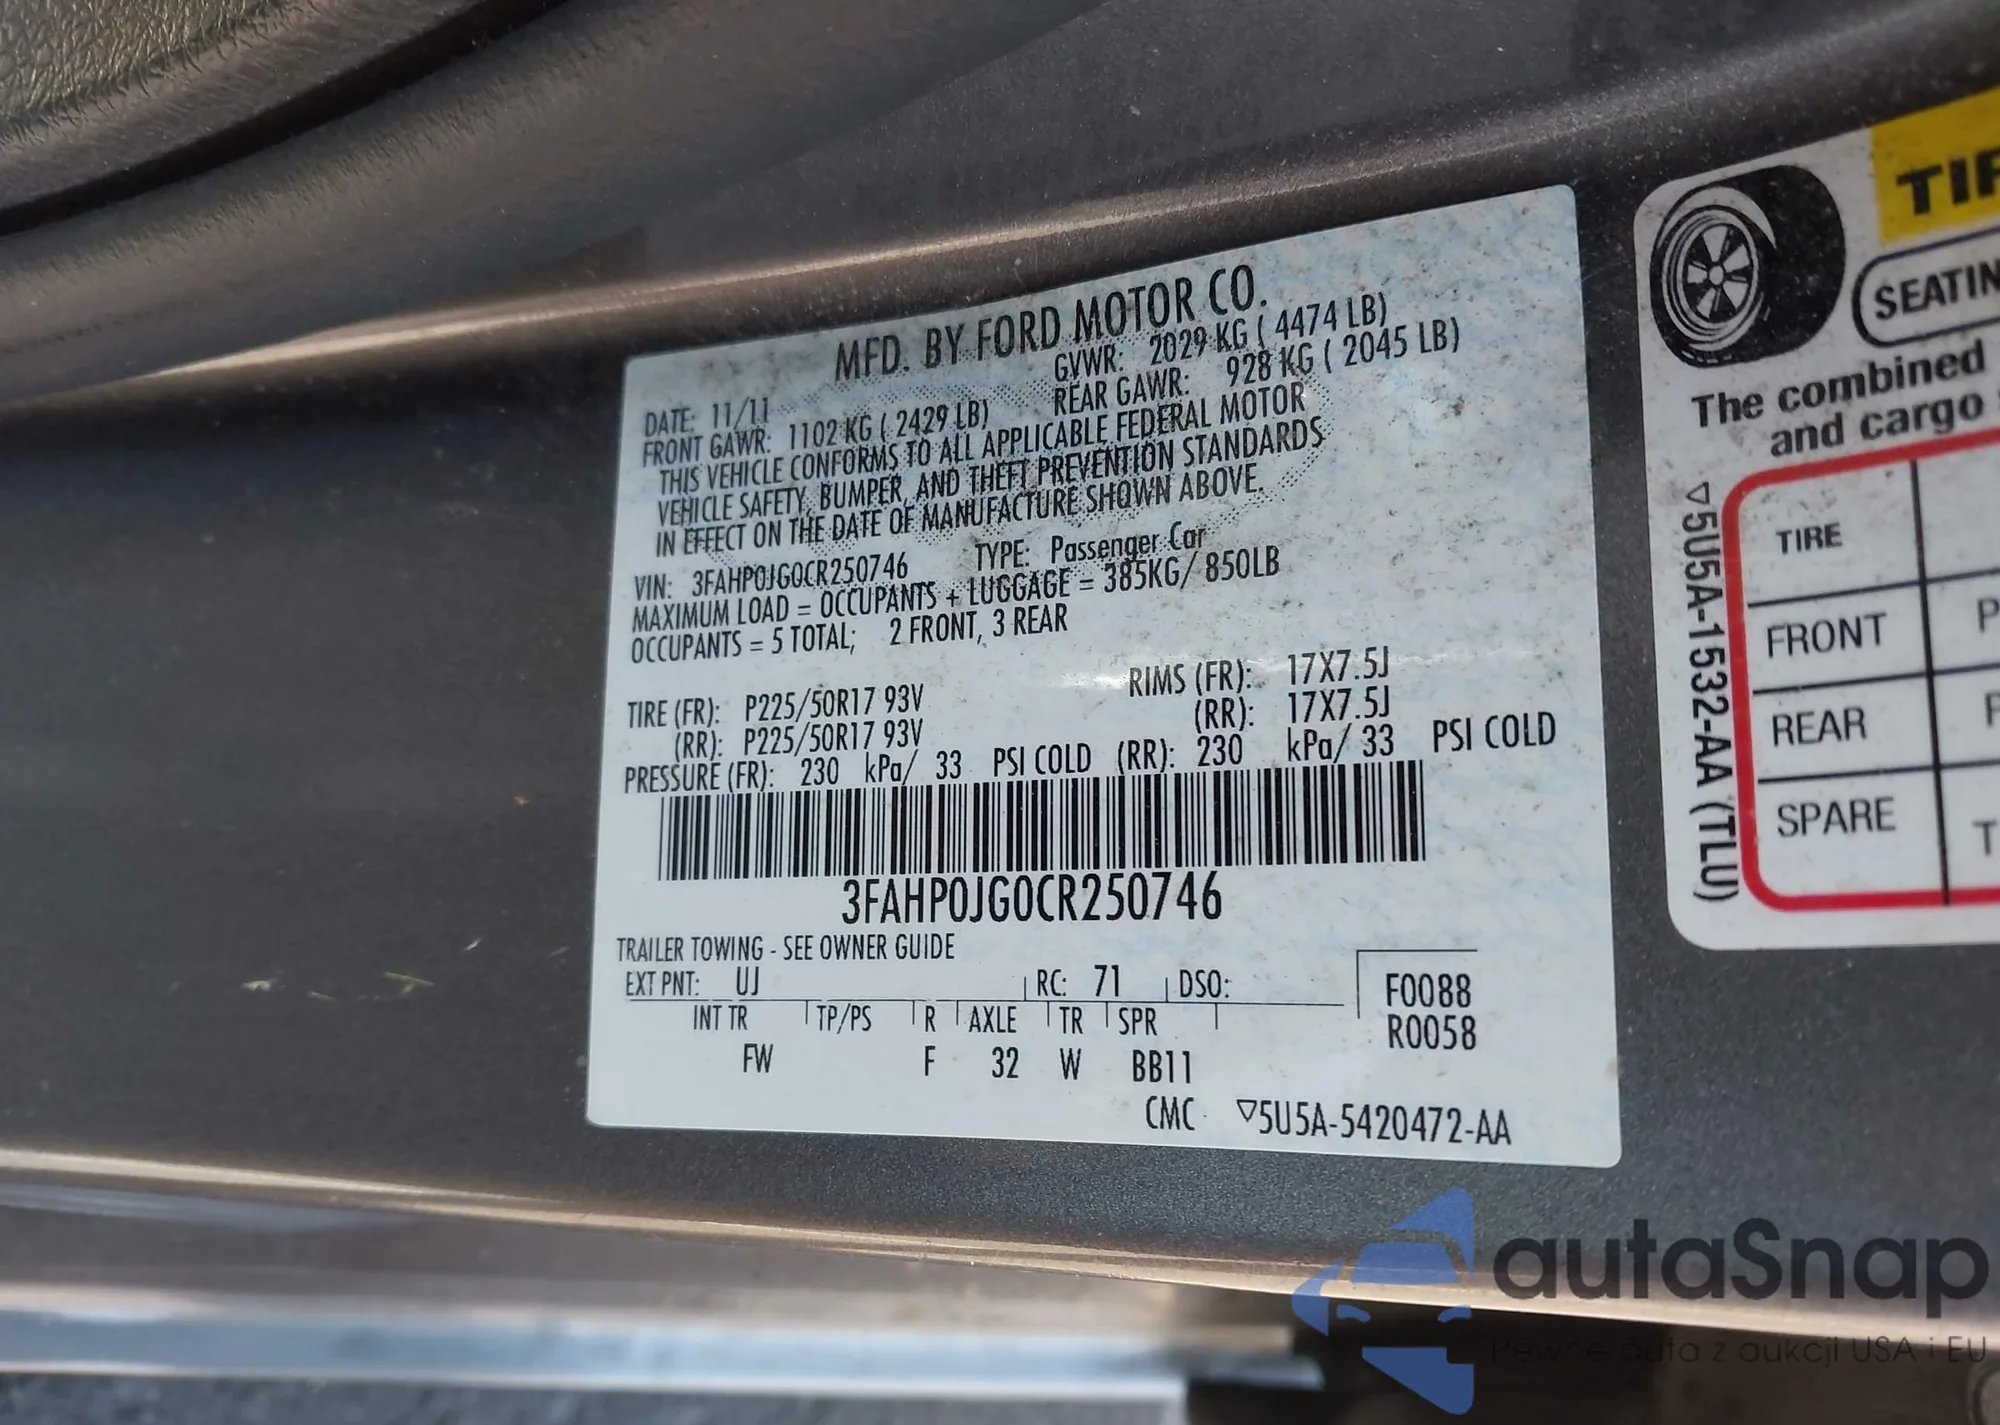 MFD. BY FORD MOTOR CO.
DATE: 11/11 GVWR: 2029 KG ( 4474 LB)
FRONT GAWR: 1102 KG ( 2429 LB) REAR GAWR: 928 KG ( 2045 LB)
THIS VEHICLE CONFORMS TO ALL APPLICABLE FEDERAL MOTOR
VEHICLE SAFETY, BUMPER, AND THEFT PREVENTION STANDARDS
IN EFFECT ON THE DATE OF MANUFACTURE SHOWN ABOVE.
VIN: 3FAHP0JG0CR250746 TYPE: Passenger Car
MAXIMUM LOAD = OCCUPANTS + LUGGAGE = 385KG/ 850LB
OCCUPANTS = 5 TOTAL; 2 FRONT, 3 REAR
TIRE (FR): P225/50R17 93V RIMS (FR): 17X7.5J
(RR): P225/50R17 93V (RR): 17X7.5J
PRESSURE (FR): 230 kPa/ 33 PSI COLD (RR): 230 kPa/ 33 PSI COLD
3FAHP0JG0CR250746
TRAILER TOWING - SEE OWNER GUIDE
EXT PNT: UJ RC: 71 DSO: F0088
INT TR TP/PS R AXLE TR SPR R0058
FW F 32 W BB11
CMC ▽5U5A-5420472-AA
TIR
SEATIN
The combined
and cargo
TIRE
FRONT P
REAR P
SPARE T
▽5U5A-1532-AA (TLU)
autaSnap
Pewne auta z aukcji USA i EU